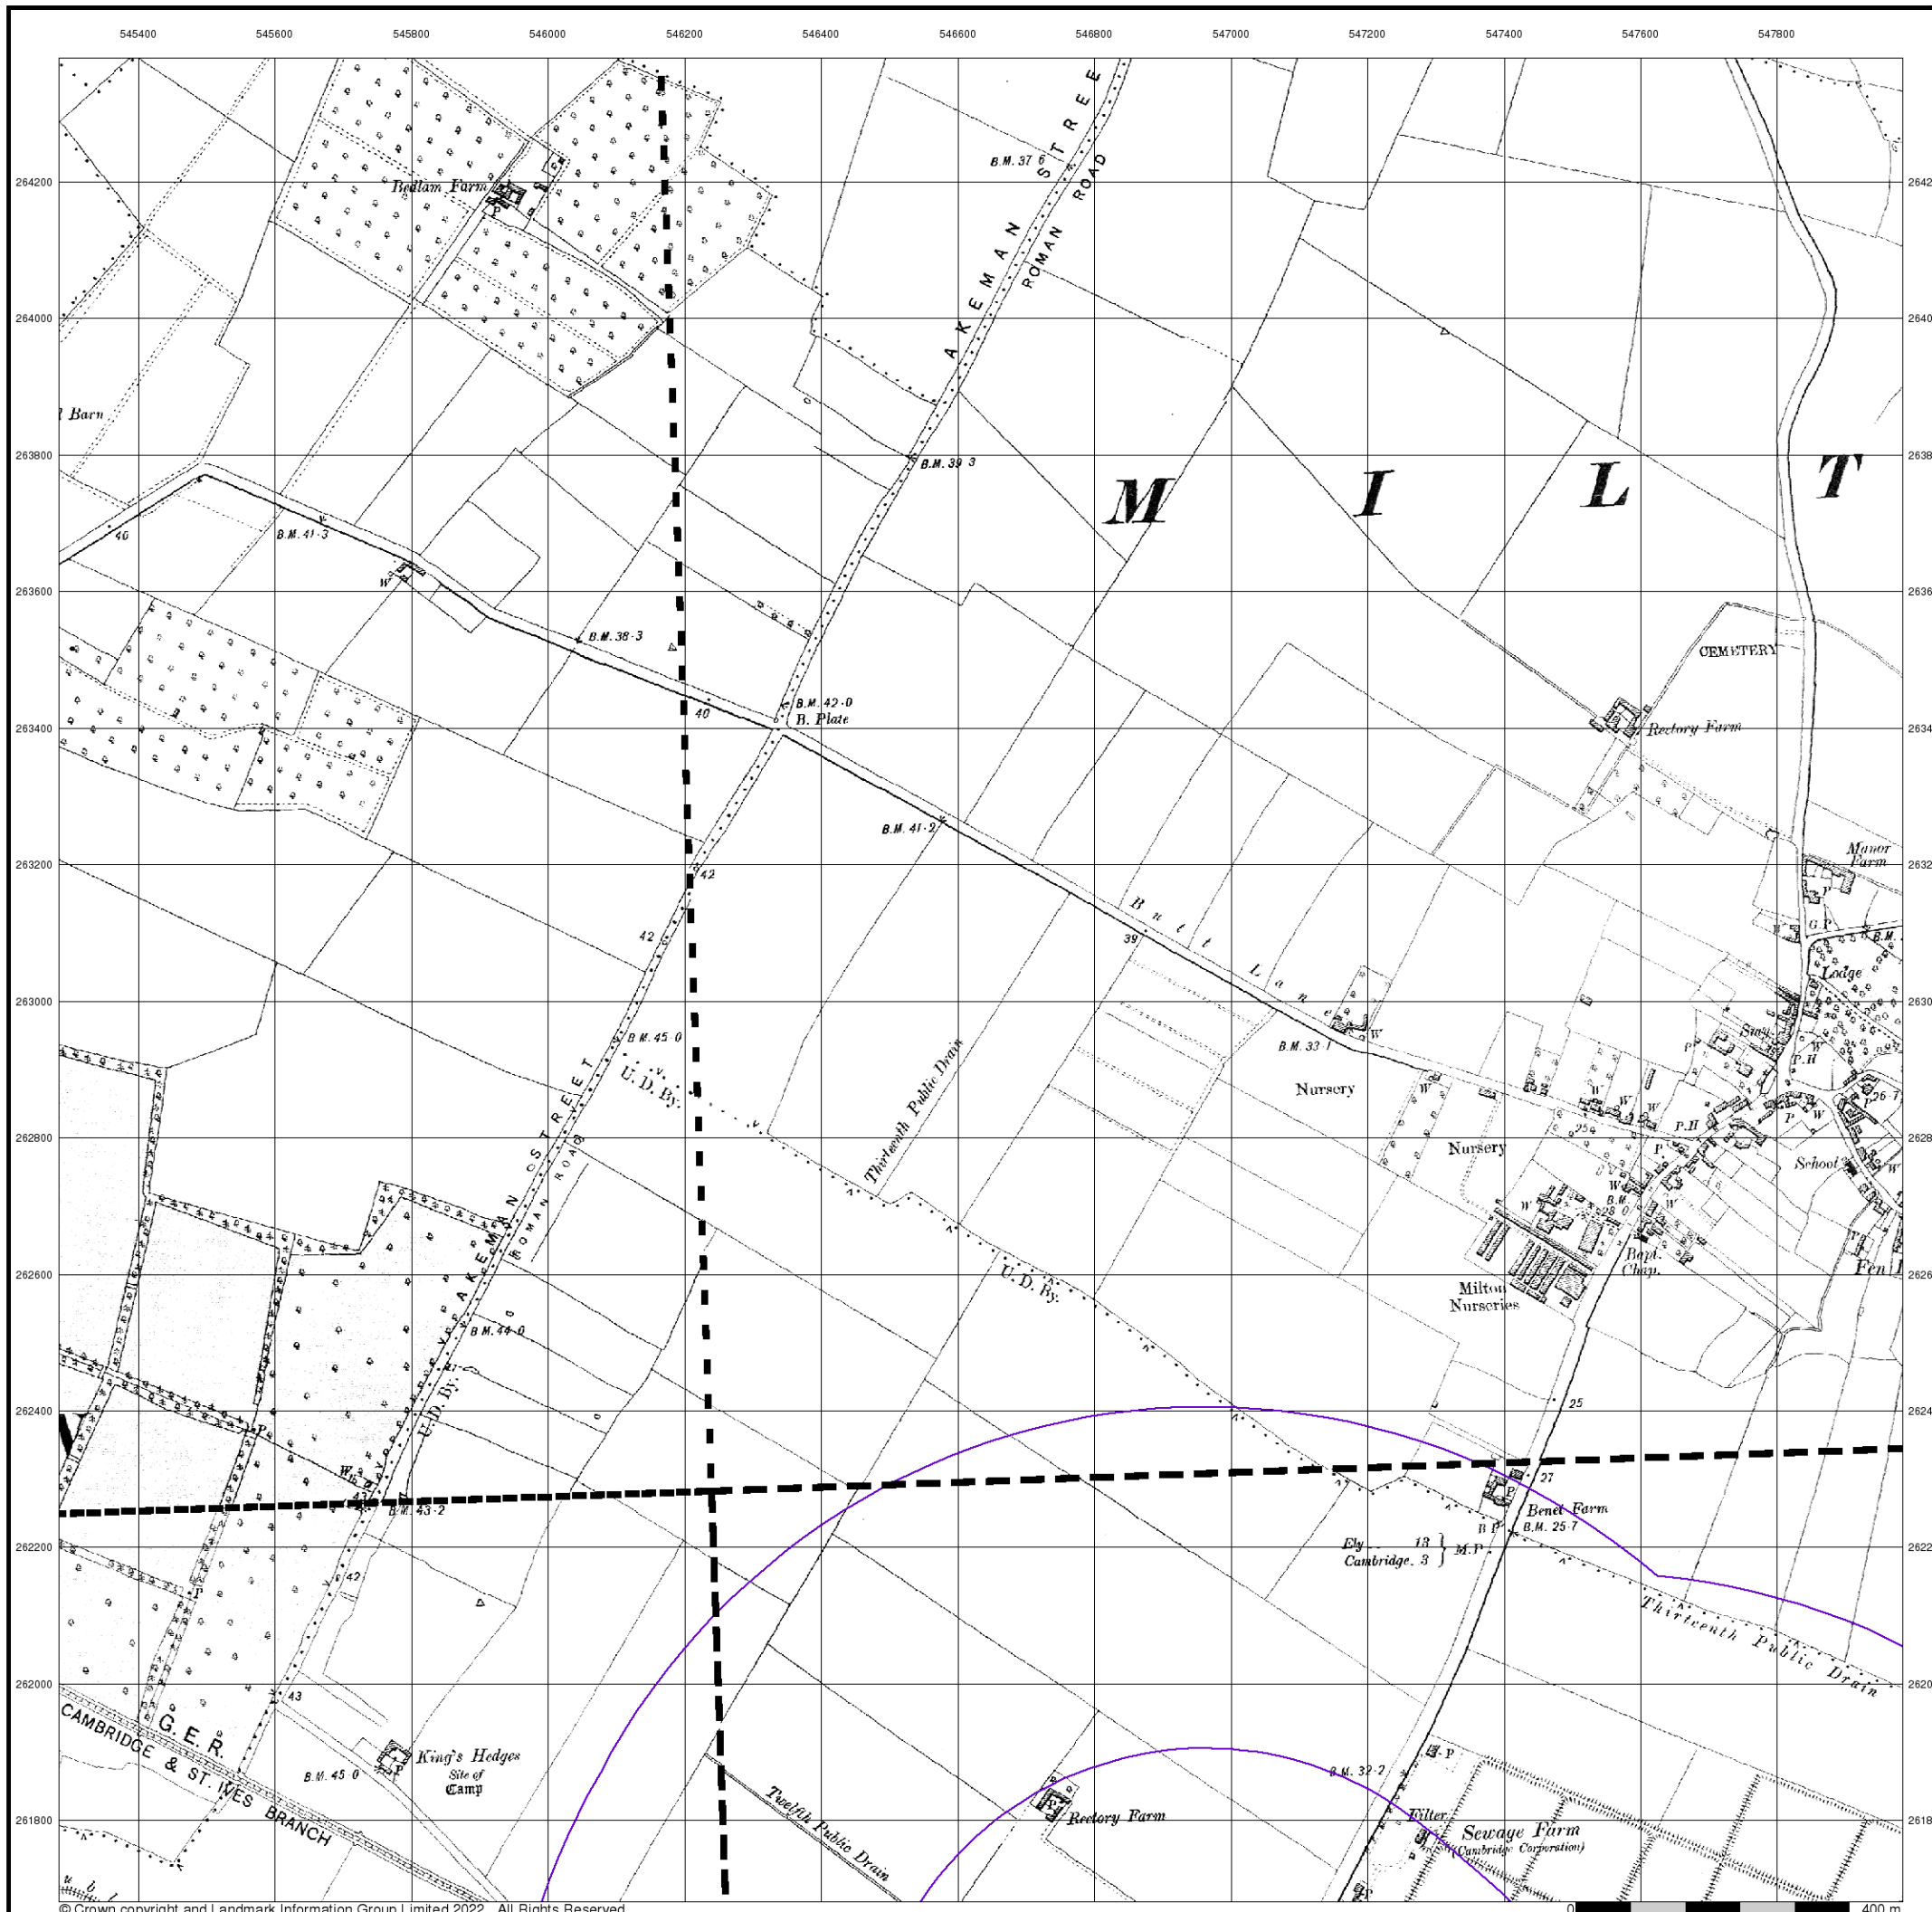 545400 545600 545800 546000 546200 546400 546600 546800 547000 547200 547400 547600 547800
264200
264000
263800
263600
263400
263200
263000
262800
262600
262400
262200
262000
261800
Bedlam Farm
P
B.M. 37·6
AKEMAN STREE
ROMAN ROAD
Barn
40
B.M. 41·3
W
B.M. 38·3
B.M. 39·3
M I L T
40
B.M. 42·0
B. Plate
CEMETERY
Rectory Farm
B.M. 41·2
42
42
39
Butt Lane
Manor
Farm
P
G.P
B.M.
Lodge
W
B.M. 33·1
B.M. 45·0
U.D. By.
Thirteenth Public Drain
Nursery
W
Nursery
P.H
P.H
School
26·7
AKEMAN STREET
ROMAN ROAD
U.D. By.
Milton
Nurseries
Bapt.
Chap.
Fen
B.M. 44·0
U.D. By.
25
P
W
B.M. 43·2
27
P
Benet Farm
B.P
B.M. 25·7
Ely 13
Cambridge. 3
M.P
42
P
Thirteenth Public Drain
43
G. E. R.
CAMBRIDGE & ST. IVES BRANCH
B.M. 45·0
P
King's Hedges
Site of
Camp
Twelfth Public Drain
Rectory Farm
B.M. 32·2
P
Filter
Sewage Farm
(Cambridge Corporation)
© Crown copyright and Landmark Information Group Limited 2022. All Rights Reserved.
0 400 m